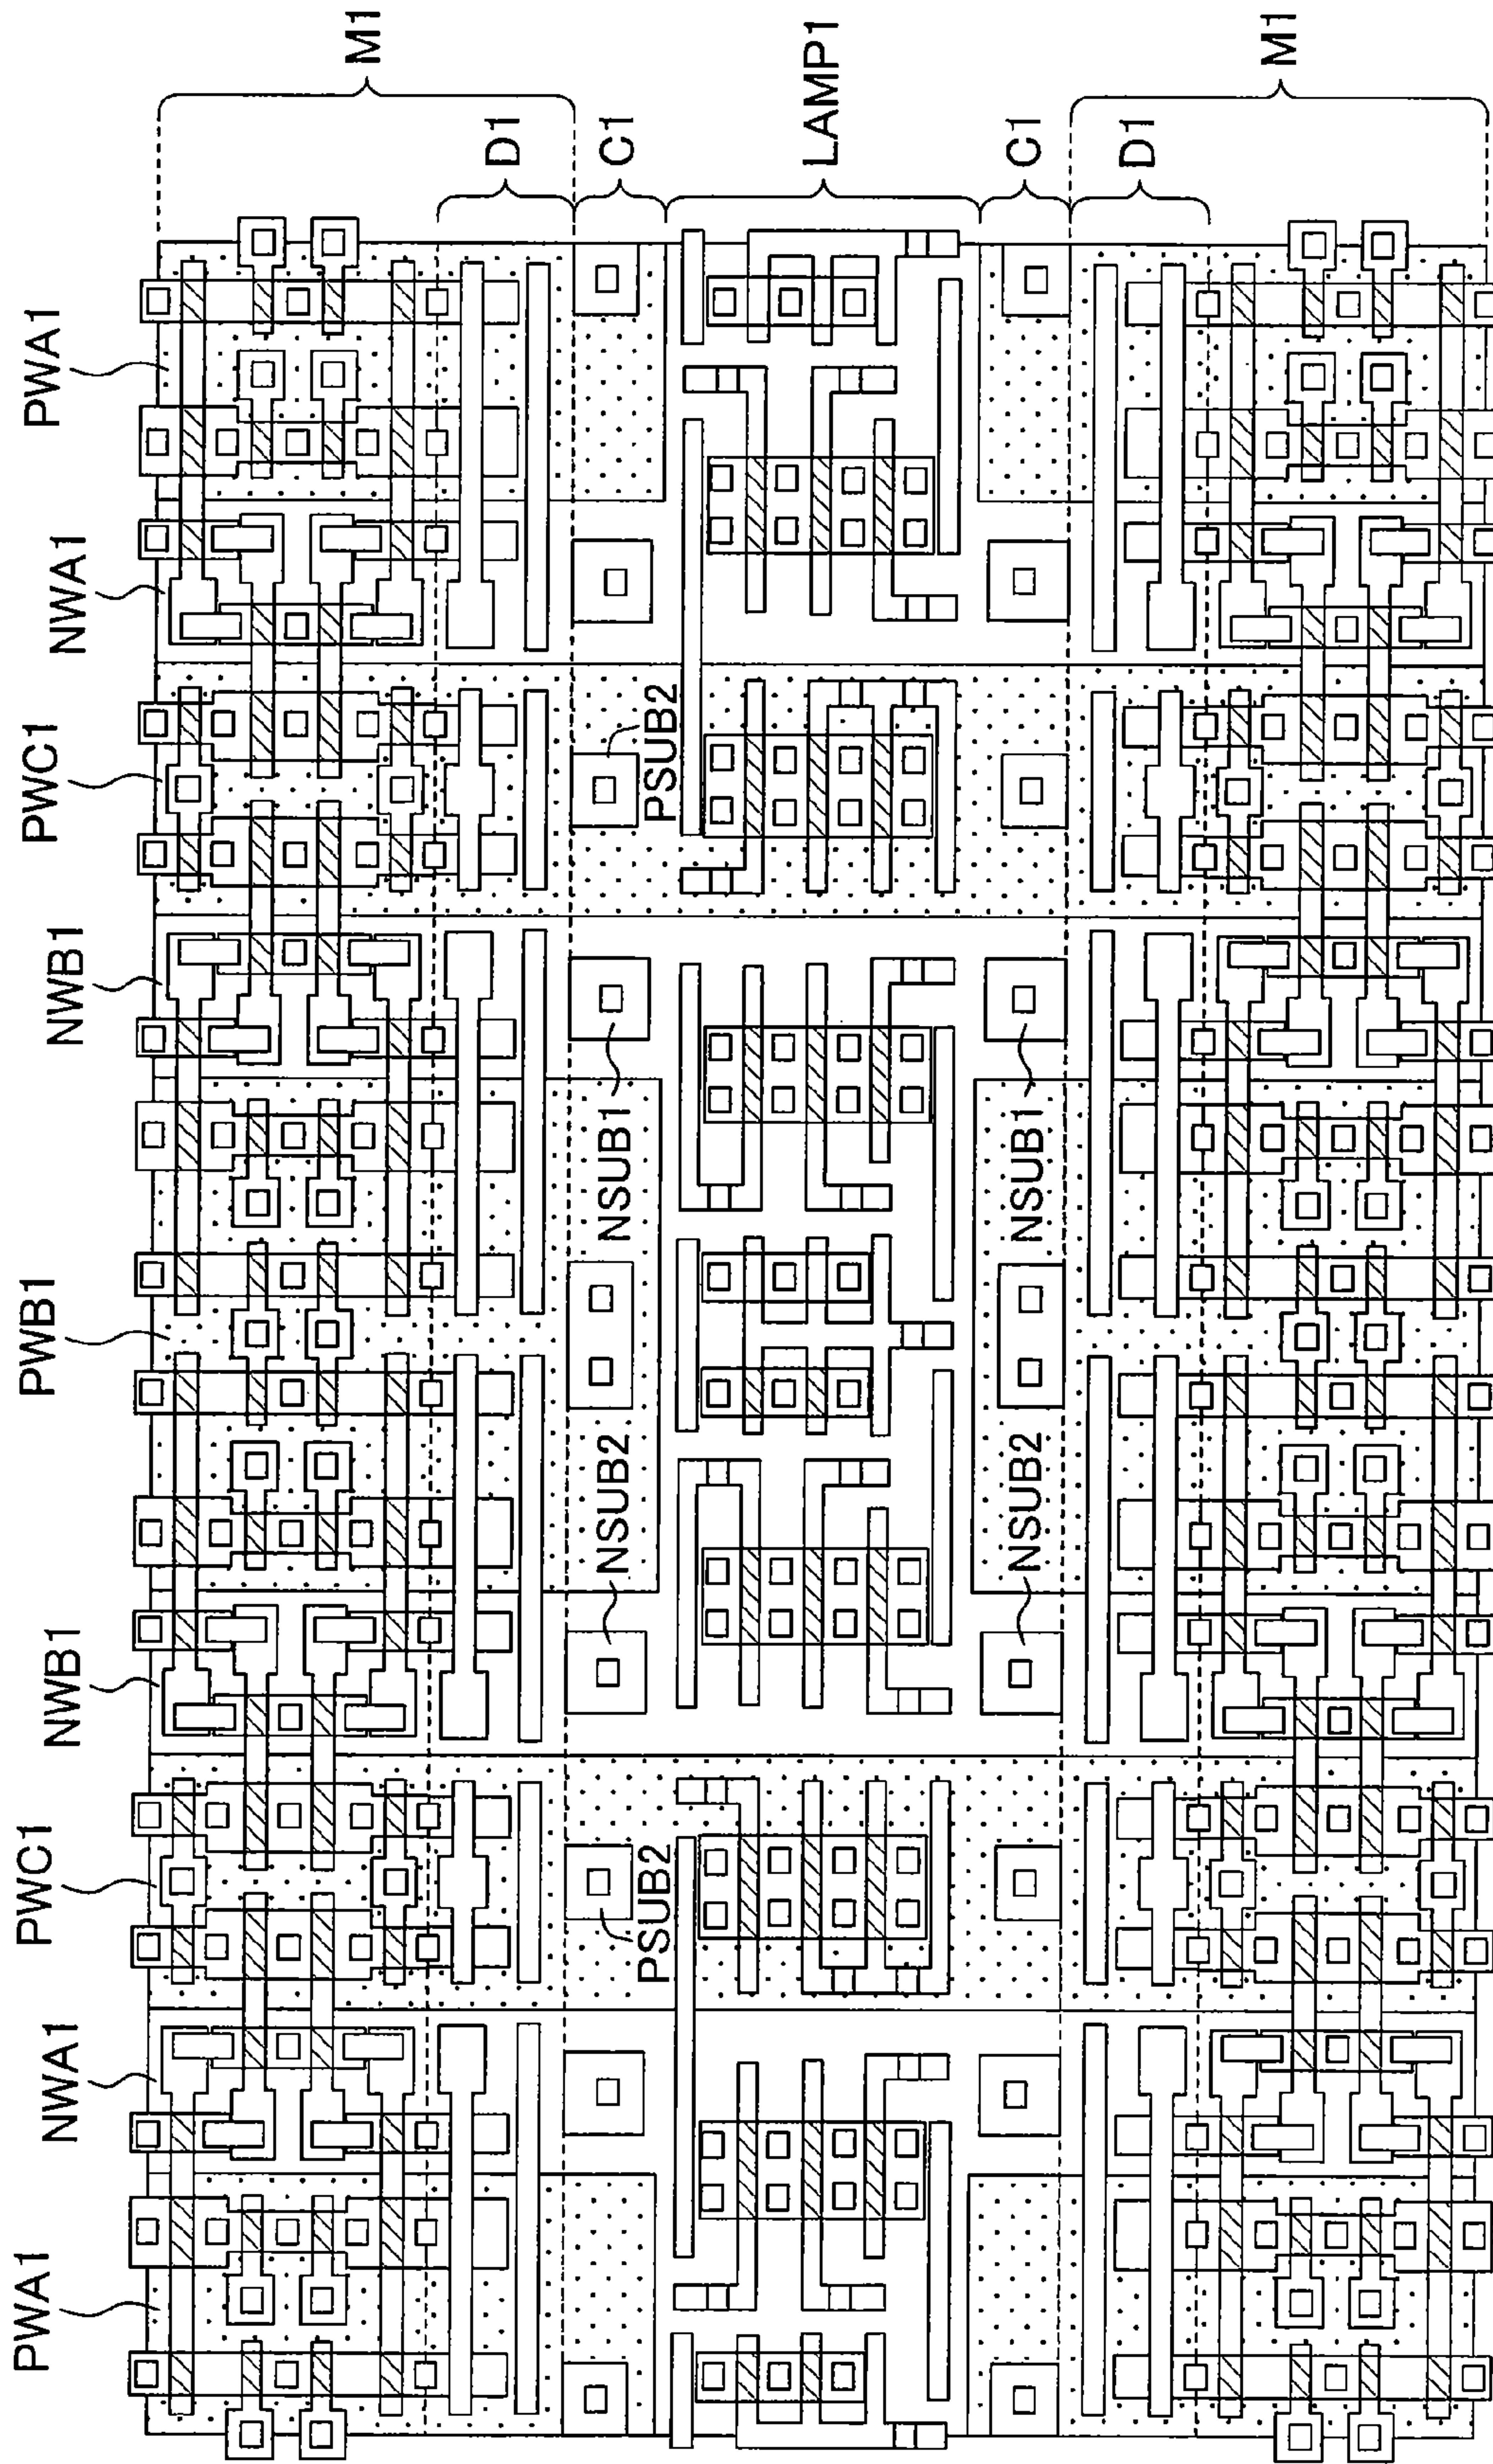 PWA1
NWA1
PWC1
NWB1
PWB1
NWB1
PWC1
NWA1
PWA1
M1
D1
C1
LAMP1
C1
D1
M1
PSUB2
NSUB2
NSUB1
PSUB2
NSUB2
NSUB1